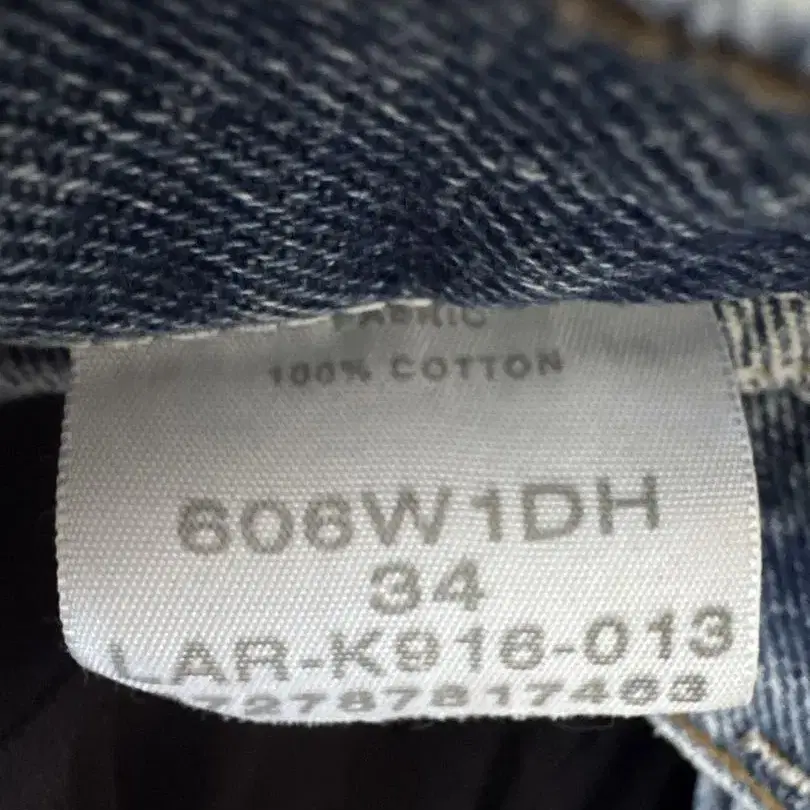 FABRIC
100% COTTON
606W1DH
34
LAR-K916-013